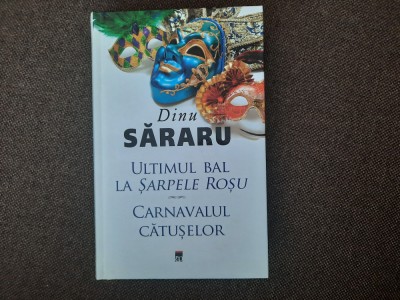 Dinu
SĂRARU
ULTIMUL BAL
LA ȘARPELE ROȘU
CARNAVALUL
CĂTUȘELOR